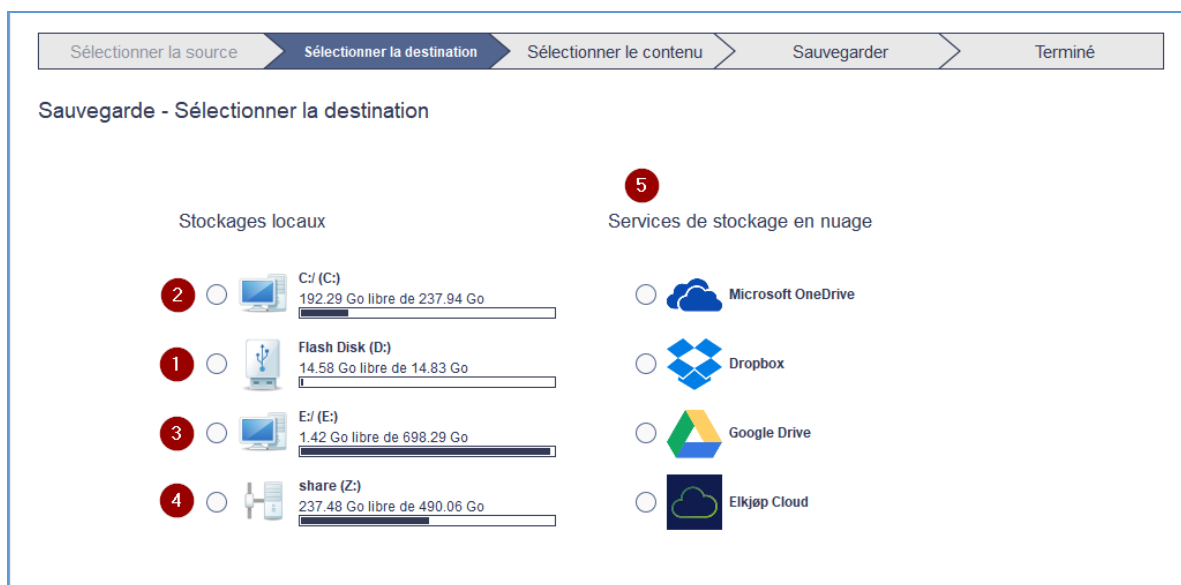 Sélectionner la source Sélectionner la destination Sélectionner le contenu Sauvegarder Terminé
Sauvegarde - Sélectionner la destination
5
Stockages locaux
2
C:/ (C:)
192.29 Go libre de 237.94 Go
1
Flash Disk (D:)
14.58 Go libre de 14.83 Go
3
E:/ (E:)
1.42 Go libre de 698.29 Go
4
share (Z:)
237.48 Go libre de 490.06 Go
Services de stockage en nuage
Microsoft OneDrive
Dropbox
Google Drive
Elkjøp Cloud